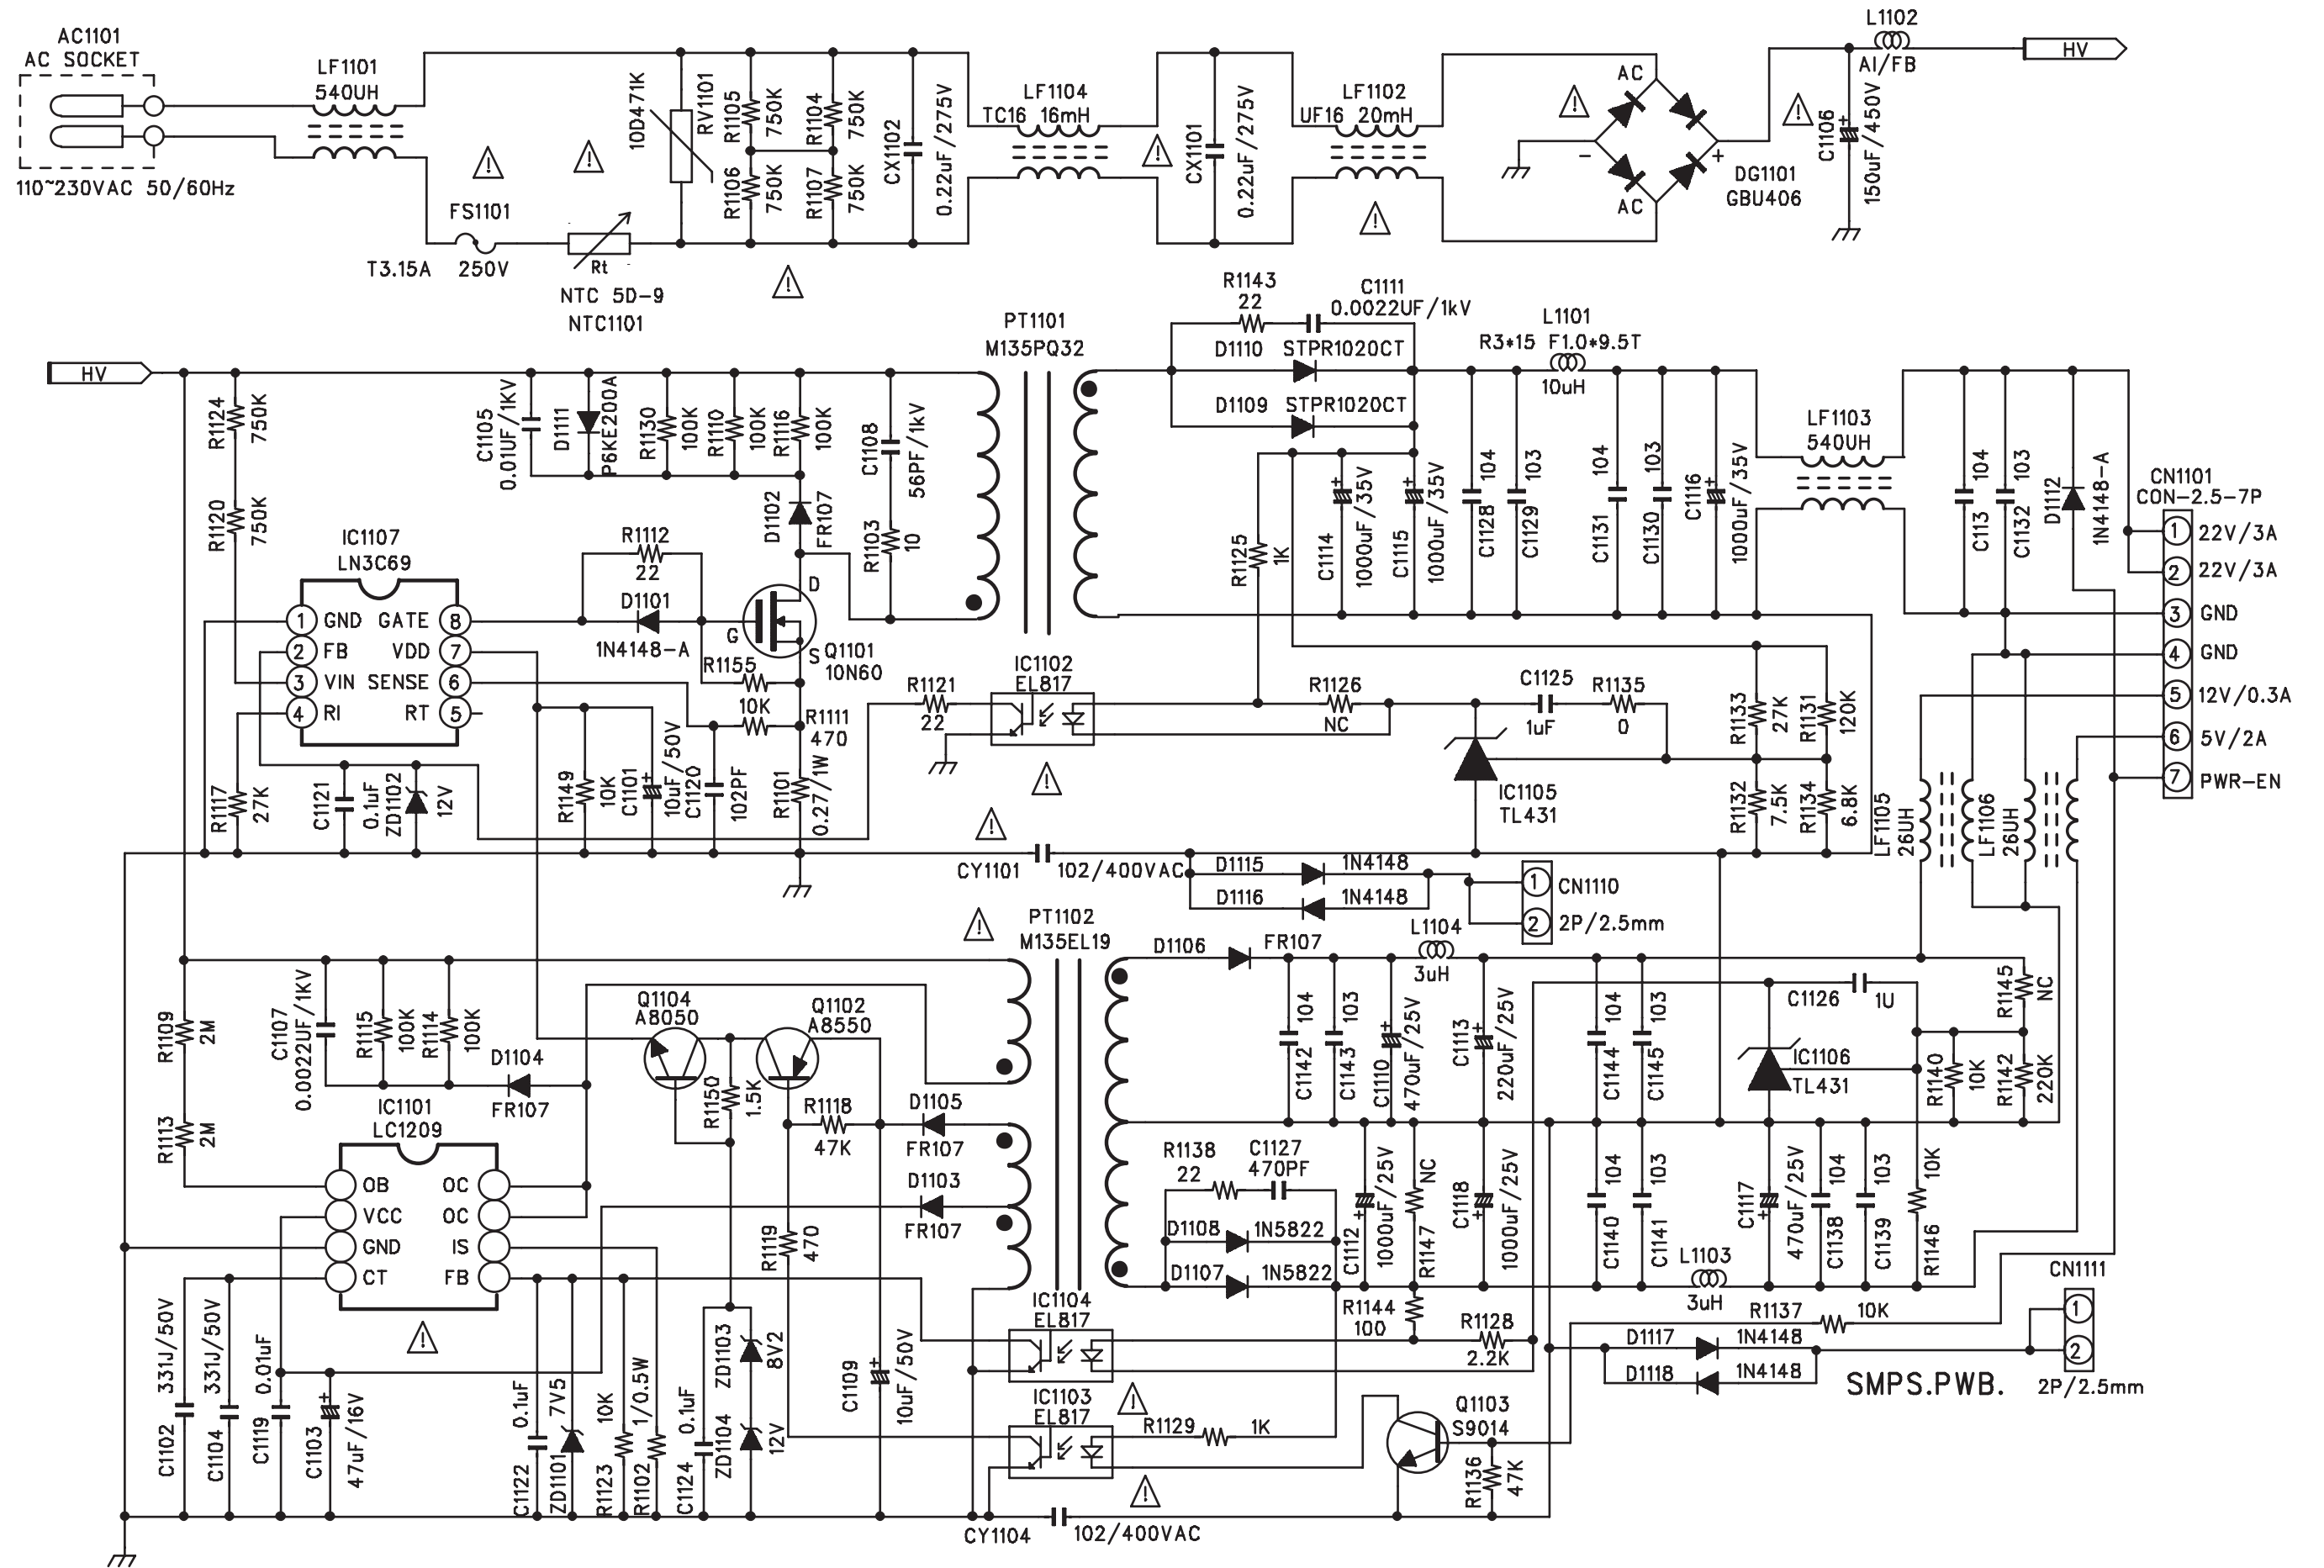 AC1101
AC SOCKET
110~230VAC 50/60Hz
LF1101
540UH
FS1101
T3.15A 250V
Rt
NTC 5D-9
NTC1101
10D471K
RV1101
R1105
750K
R1104
750K
R1106
750K
R1107
750K
CX1102
0.22uF/275V
LF1104
TC16 16mH
CX1101
0.22uF/275V
LF1102
UF16 20mH
AC
AC
-
+
DG1101
GBU406
C1106
+
150uF/450V
L1102
AI/FB
HV
HV
R1124
750K
R1120
750K
C1105
0.01UF/1KV
D1111
P6KE200A
R1130
100K
R1110
100K
R1116
100K
C1108
56PF/1kV
R1103
10
D1102
FR107
PT1101
M135PQ32
R1143
22
C1111
0.0022UF/1kV
D1110 STPR1020CT
D1109 STPR1020CT
L1101
R3*15 F1.0*9.5T
10uH
R1125
1K
C1114
+
1000uF/35V
C1115
+
1000uF/35V
C1128
104
C1129
103
C1131
104
C1130
103
C1116
+
1000uF/35V
LF1103
540UH
C113
104
C1132
103
D1112
1N4148-A
CN1101
CON-2.5-7P
1 22V/3A
2 22V/3A
3 GND
4 GND
5 12V/0.3A
6 5V/2A
7 PWR-EN
IC1107
LN3C69
1 GND GATE 8
2 FB VDD 7
3 VIN SENSE 6
4 RI RT 5
R1112
22
D1101
1N4148-A
D
G
S
Q1101
10N60
R1155
10K
R1111
470
R1117
27K
C1121
0.1uF
ZD1102
12V
R1149
10K
C1101
+
10uF/50V
C1120
102PF
R1101
0.27/1W
R1121
22
IC1102
EL817
R1126
NC
C1125
1uF
R1135
0
IC1105
TL431
R1133
27K
R1131
120K
R1132
7.5K
R1134
6.8K
LF1105
26UH
LF1106
26UH
CY1101 102/400VAC
D1115 1N4148
D1116 1N4148
1
2
CN1110
2P/2.5mm
R1109
2M
R1113
2M
C1107
0.0022UF/1KV
R1115
100K
R1114
100K
D1104
FR107
Q1104
A8050
Q1102
A8550
R1150
1.5K
R1118
47K
D1105
FR107
D1103
FR107
R1119
470
PT1102
M135EL19
D1106 FR107
L1104
3uH
C1142
104
C1143
103
C1110
+
470uF/25V
C1113
+
220uF/25V
C1144
104
C1145
103
C1126 1U
IC1106
TL431
R1145
NC
R1140
10K
R1142
220K
R1138
22
C1127
470PF
D1108 1N5822
D1107 1N5822
C1112
+
1000uF/25V
R1147
NC
C1118
+
1000uF/25V
C1140
104
C1141
103
C1117
+
470uF/25V
C1138
104
C1139
103
R1146
10K
L1103
3uH
IC1101
LC1209
OB OC
VCC OC
GND IS
CT FB
C1102
331J/50V
C1104
331J/50V
C1119
0.01uF
C1103
+
47uF/16V
C1122
0.1uF
ZD1101
7V5
R1123
10K
R1102
1/0.5W
C1124
0.1uF
ZD1103
8V2
ZD1104
12V
C1109
+
10uF/50V
IC1104
EL817
IC1103
EL817
R1144
100
R1128
2.2K
R1129 1K
Q1103
S9014
R1136
47K
R1137 10K
D1117 1N4148
D1118 1N4148
CN1111
1
2
2P/2.5mm
SMPS.PWB.
CY1104 102/400VAC